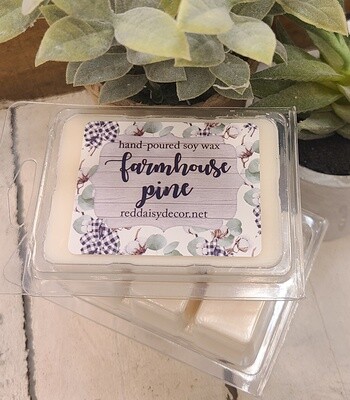 hand-poured soy wax
farmhouse
pine
reddaisydecor.net